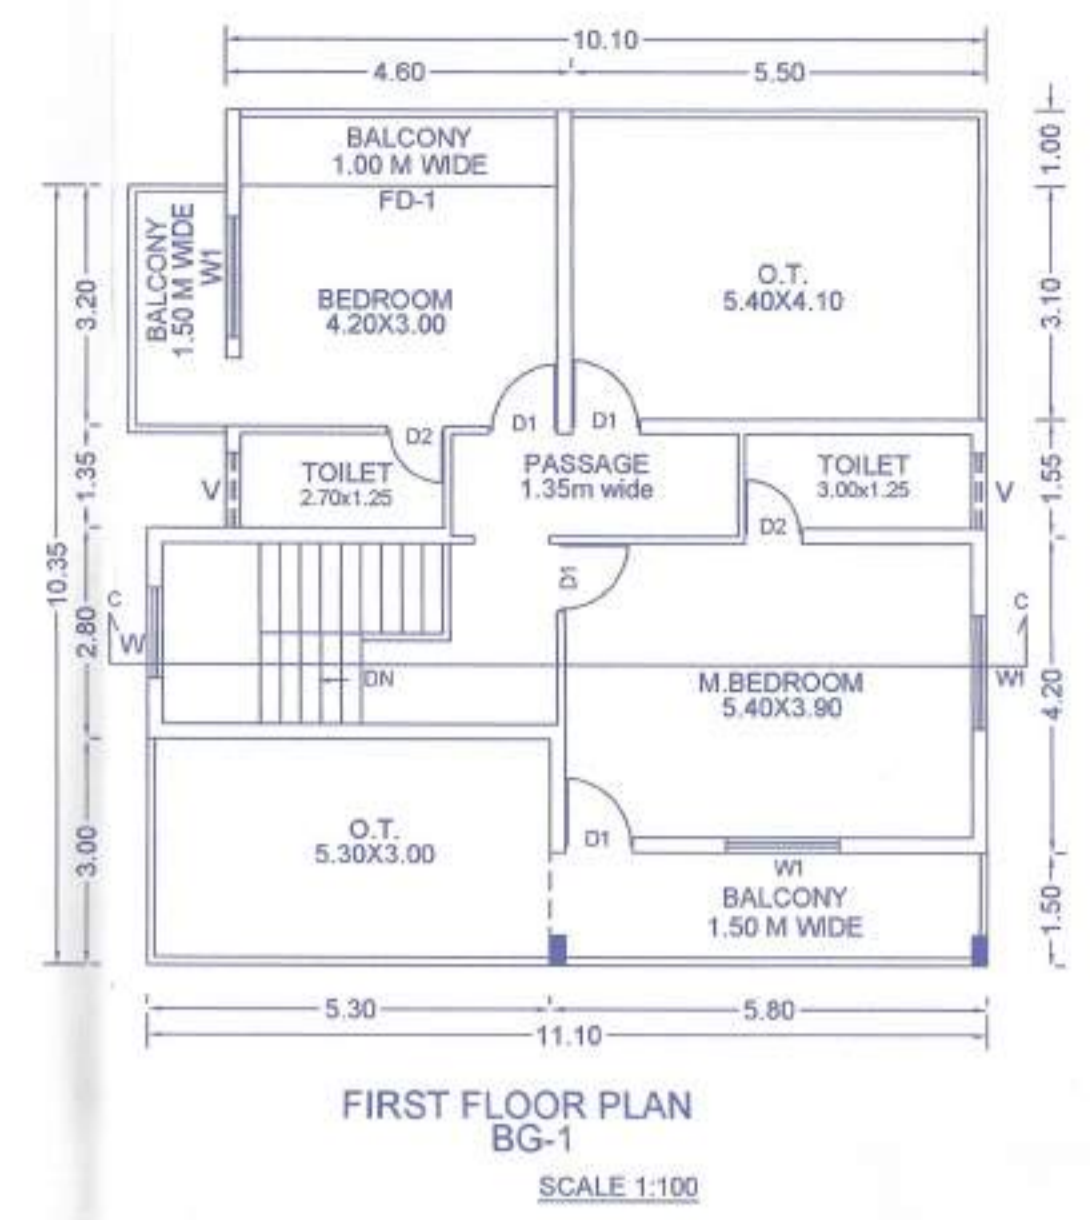 10.10
4.60
5.50
BALCONY
1.00 M WIDE
FD-1
1.00
BALCONY
1.50 M WIDE
W1
BEDROOM
4.20X3.00
O.T.
5.40X4.10
3.20
3.10
D1
D1
D2
TOILET
2.70x1.25
PASSAGE
1.35m wide
TOILET
3.00x1.25
V
V
1.35
1.55
D2
10.35
D1
C
C
W
2.80
DN
M.BEDROOM
5.40X3.90
W1
4.20
O.T.
5.30X3.00
3.00
D1
W1
BALCONY
1.50 M WIDE
1.50
5.30
5.80
11.10
FIRST FLOOR PLAN
BG-1
SCALE 1:100